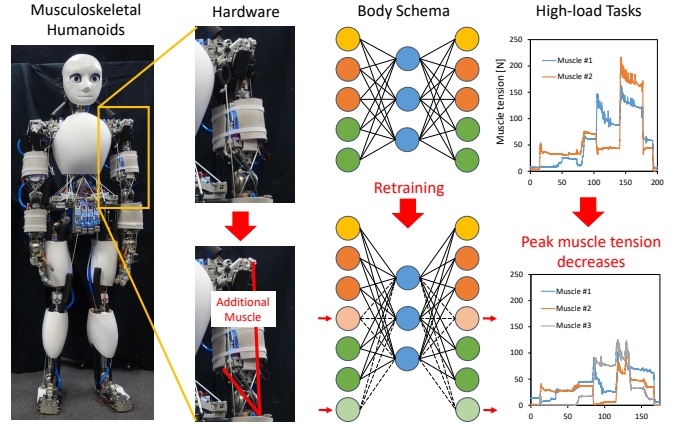 Musculoskeletal
Humanoids
Hardware
Body Schema
High-load Tasks
Muscle tension [N]
250
200
150
100
50
0
Muscle #1
Muscle #2
0
50
100
150
200
Retraining
Peak muscle tension
decreases
Additional
Muscle
250
200
150
100
50
0
Muscle #1
Muscle #2
Muscle #3
0
50
100
150